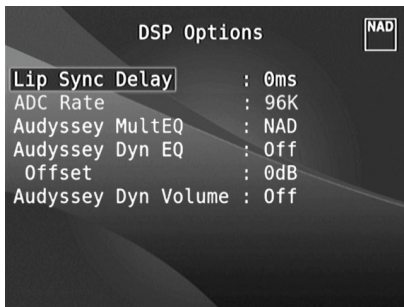 DSP Options
NAD
Lip Sync Delay : 0ms
ADC Rate : 96K
Audyssey MultEQ : NAD
Audyssey Dyn EQ : Off
Offset : 0dB
Audyssey Dyn Volume : Off